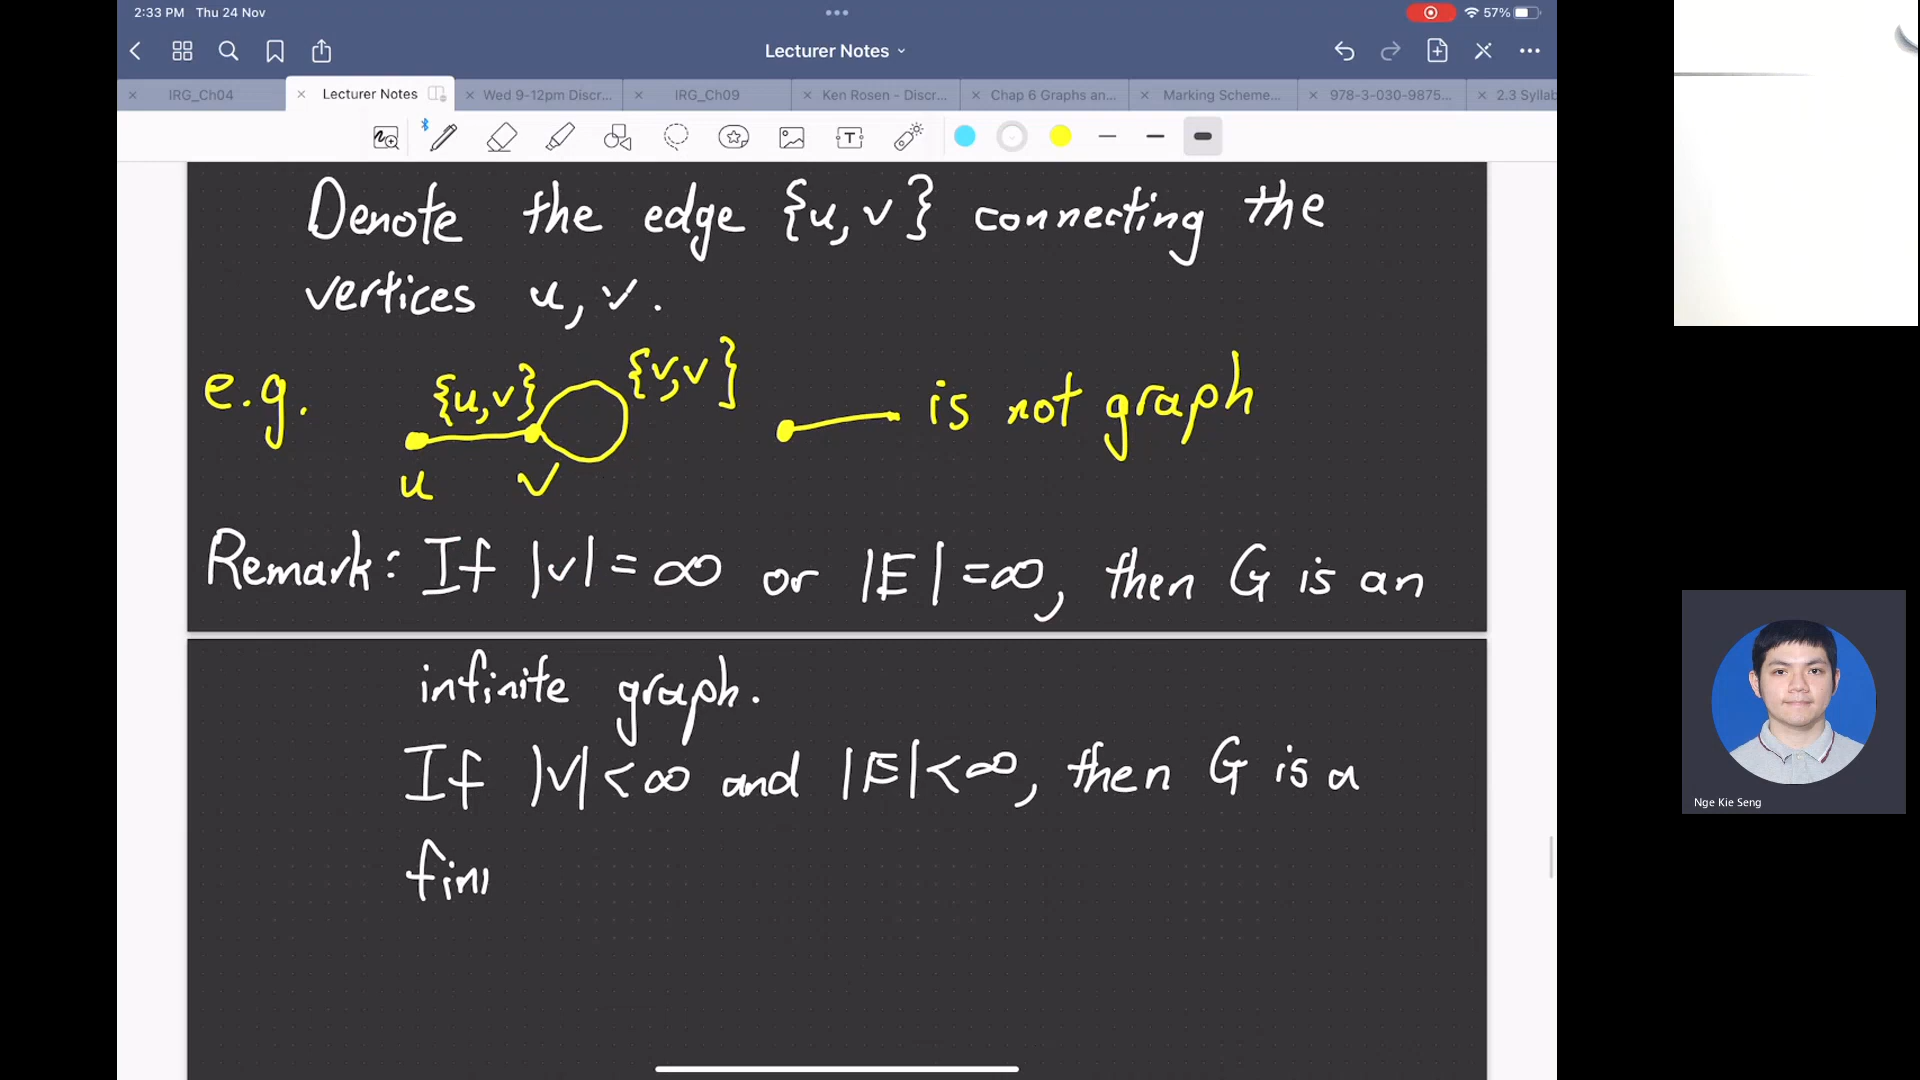 2:33 PM Thu 24 Nov
57%
Lecturer Notes
IRG_Ch04
Lecturer Notes
Wed 9-12pm Discr...
IRG_Ch09
Ken Rosen - Discr...
Chap 6 Graphs an...
Marking Scheme...
978-3-030-9875...
2.3 Syllab
Denote the edge {u, v} connecting the
vertices u, v.
e.g. {u,v} {v,v} is not graph
u v
Remark: If |V| = ∞ or |E| = ∞, then G is an
infinite graph.
If |V| < ∞ and |E| < ∞, then G is a
fini
Nge Kie Seng